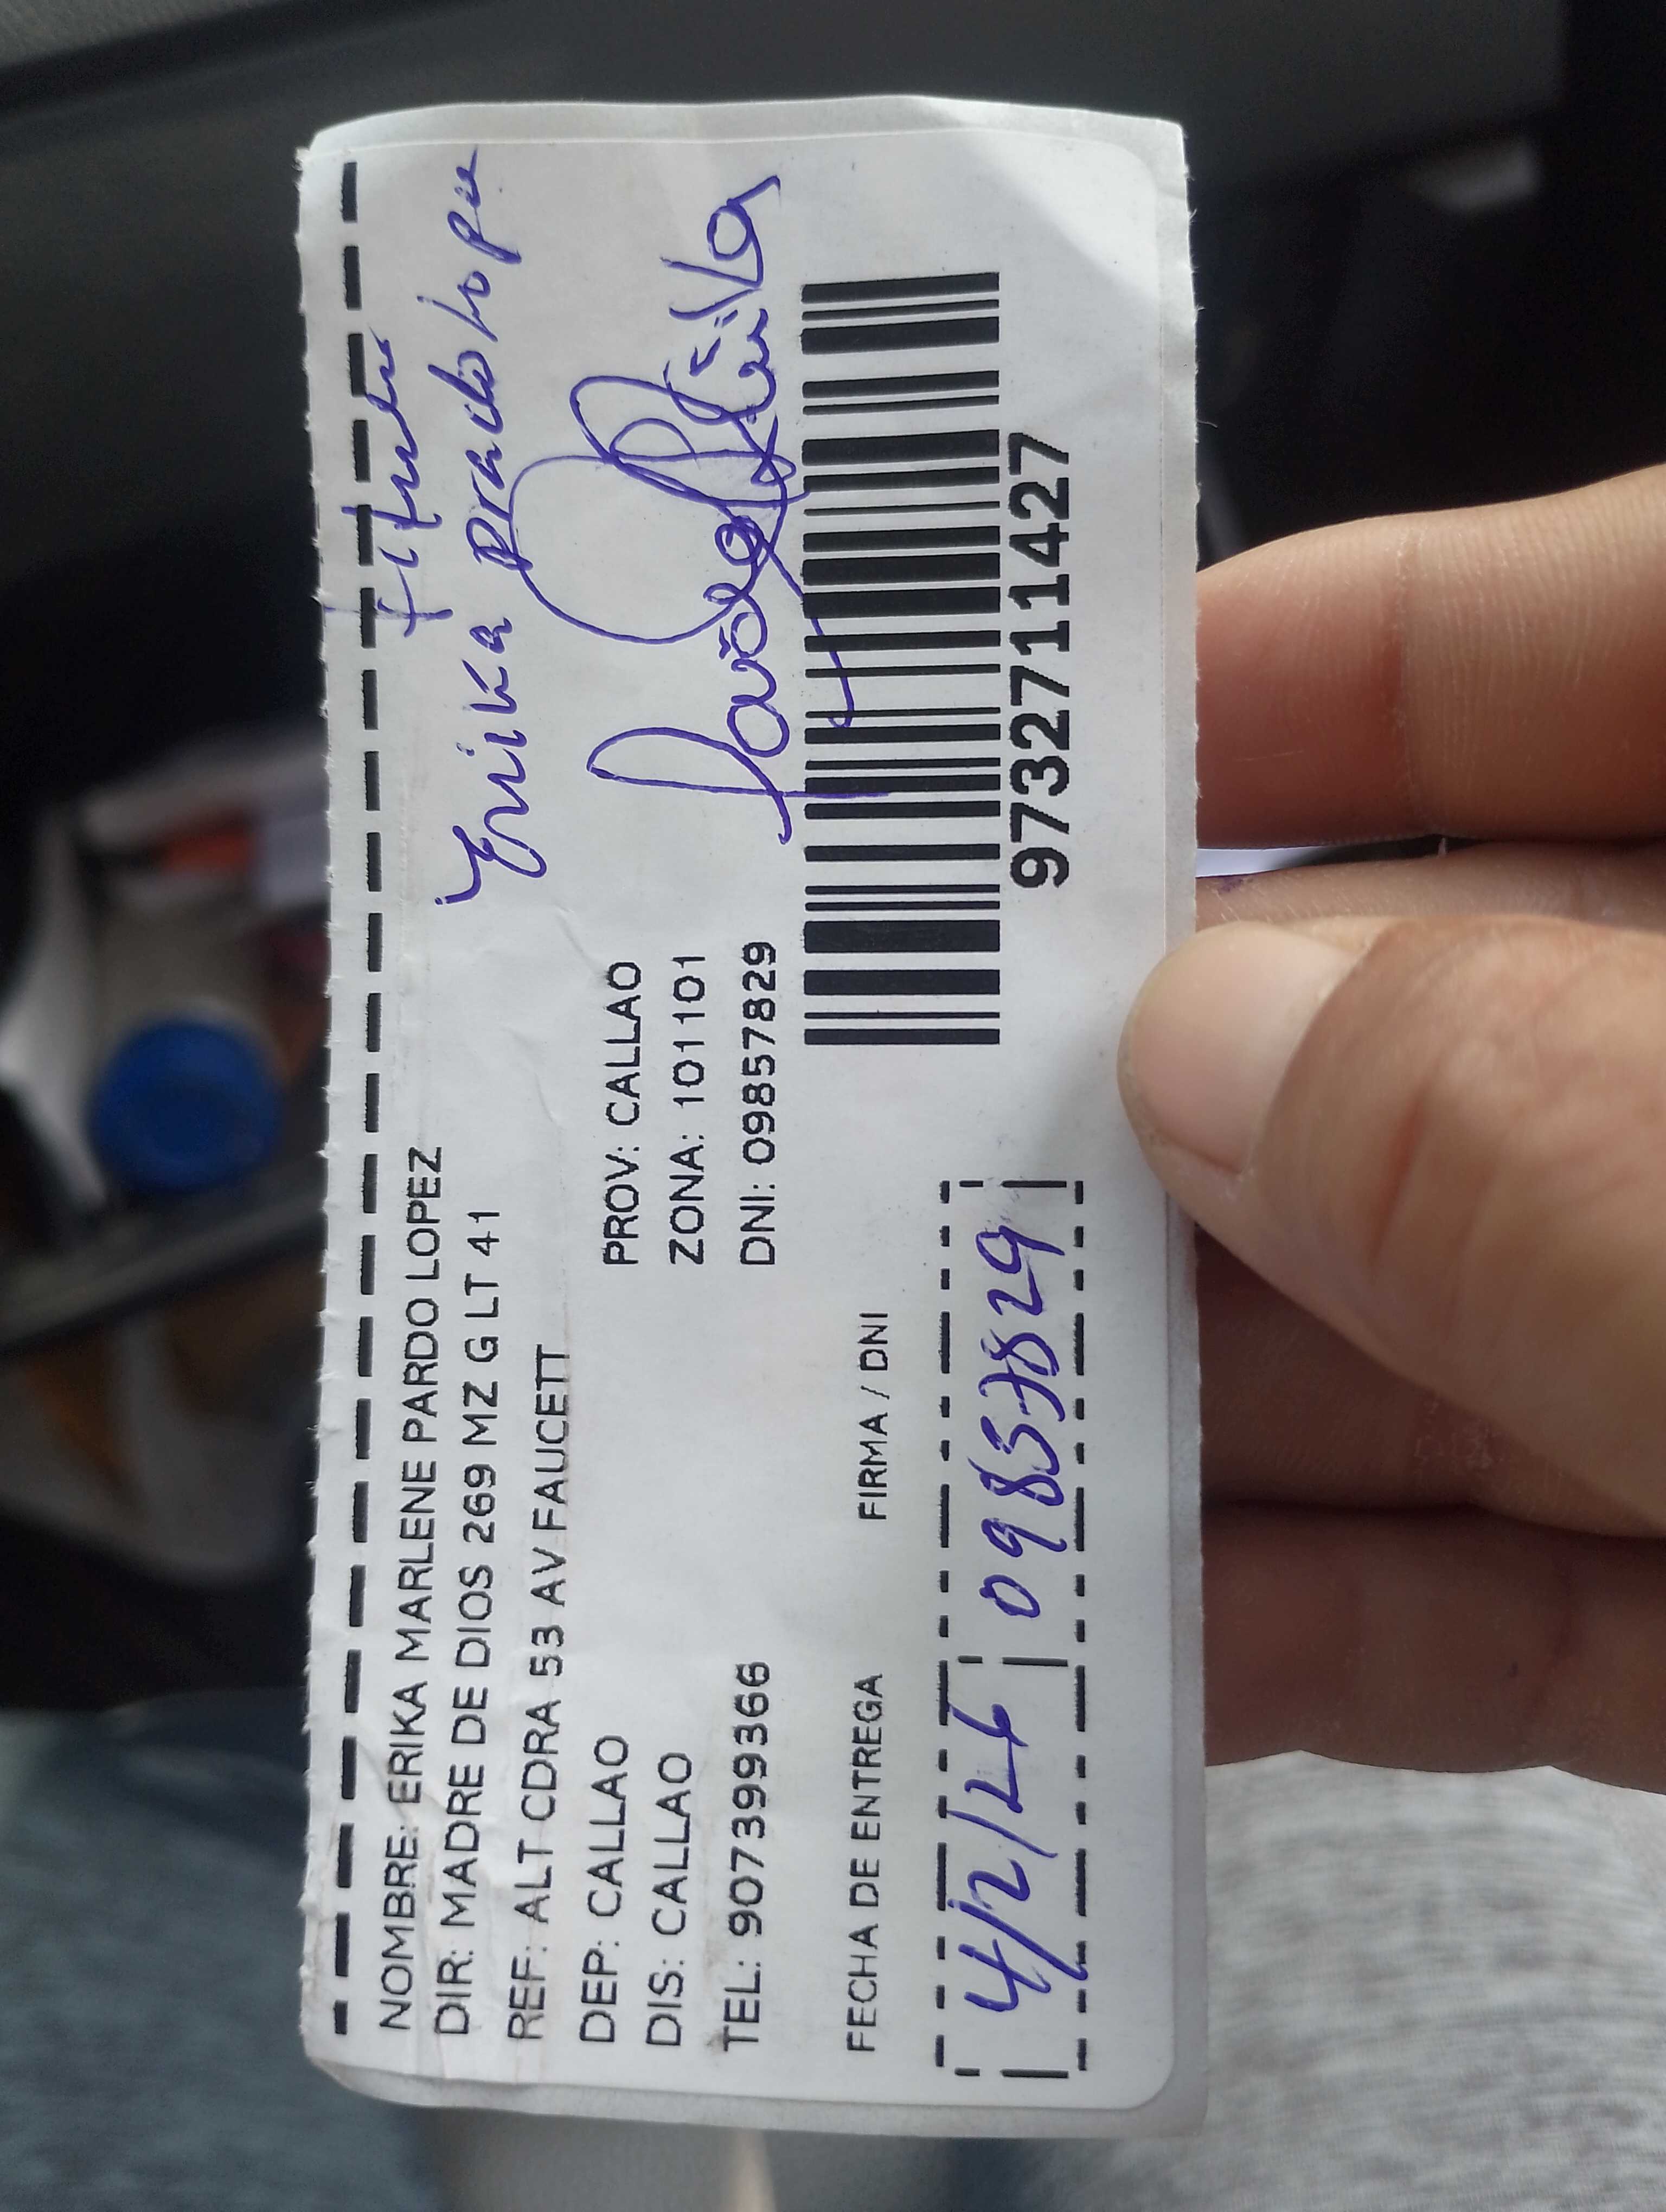 NOMBRE: ERIKA MARLENE PARDO LOPEZ
DIR: MADRE DE DIOS 269 MZ G LT 41
REF: ALT CDRA 53 AV FAUCETT
DEP: CALLAO
PROV: CALLAO
DIS: CALLAO
ZONA: 101101
TEL: 907399366
DNI: 09857829
Titular
Erika
FECHA DE ENTREGA
FIRMA / DNI
4/2/26
09857829
9732711427